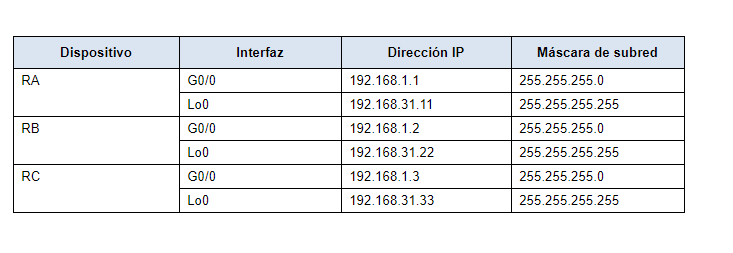 Dispositivo Interfaz Dirección IP Máscara de subred
RA G0/0 192.168.1.1 255.255.255.0
Lo0 192.168.31.11 255.255.255.255
RB G0/0 192.168.1.2 255.255.255.0
Lo0 192.168.31.22 255.255.255.255
RC G0/0 192.168.1.3 255.255.255.0
Lo0 192.168.31.33 255.255.255.255